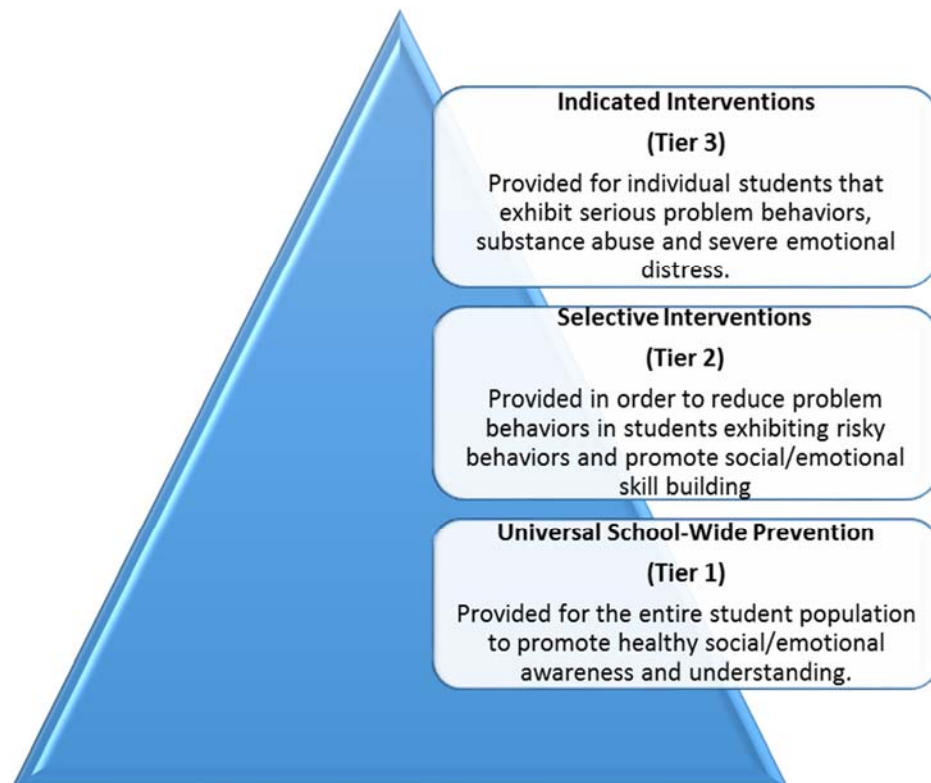 Indicated Interventions
(Tier 3)
Provided for individual students that
exhibit serious problem behaviors,
substance abuse and severe emotional
distress.
Selective Interventions
(Tier 2)
Provided in order to reduce problem
behaviors in students exhibiting risky
behaviors and promote social/emotional
skill building
Universal School-Wide Prevention
(Tier 1)
Provided for the entire student population
to promote healthy social/emotional
awareness and understanding.